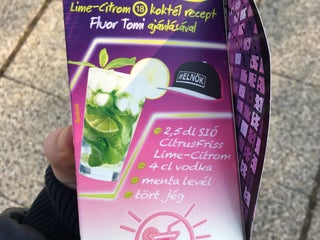 Lime-Citrom 18 koktél recept
Fluor Tomi ajánlásával
#ELNÖK
2,5 dl SIÓ
CitrusFriss
Lime-Citrom
4 cl vodka
menta levél
tört jég